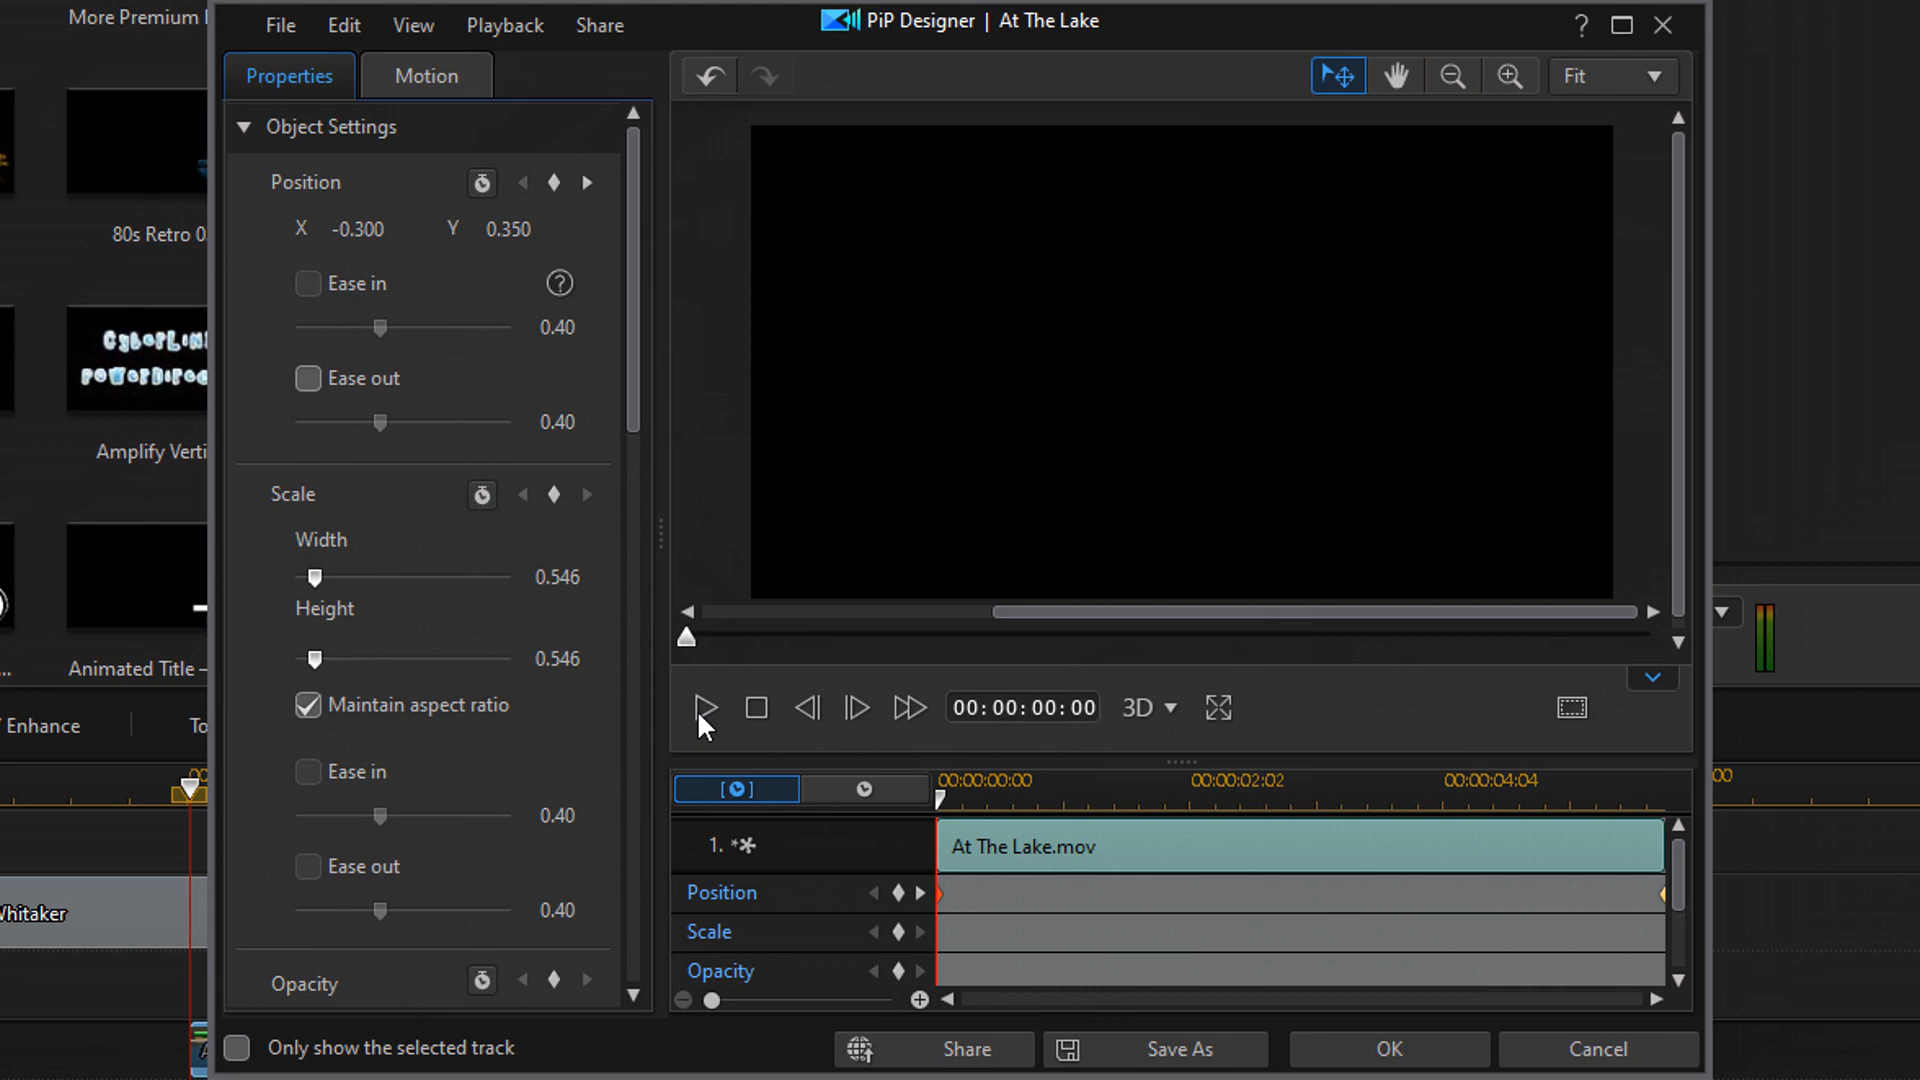 More Premium
File Edit View Playback Share
PiP Designer | At The Lake
?
Properties Motion
Fit
Object Settings
Position
X -0.300 Y 0.350
Ease in ?
0.40
Ease out
0.40
Scale
Width
0.546
Height
0.546
Maintain aspect ratio
Ease in
0.40
Ease out
0.40
Opacity
80s Retro 0
CYBERLIN
POWERDIREC
Amplify Verti
...
Animated Title –
Enhance
To
Whitaker
00:00:00:00 3D
00:00:00:00 00:00:02:02 00:00:04:04
00
1. At The Lake.mov
Position
Scale
Opacity
Only show the selected track
Share Save As OK Cancel